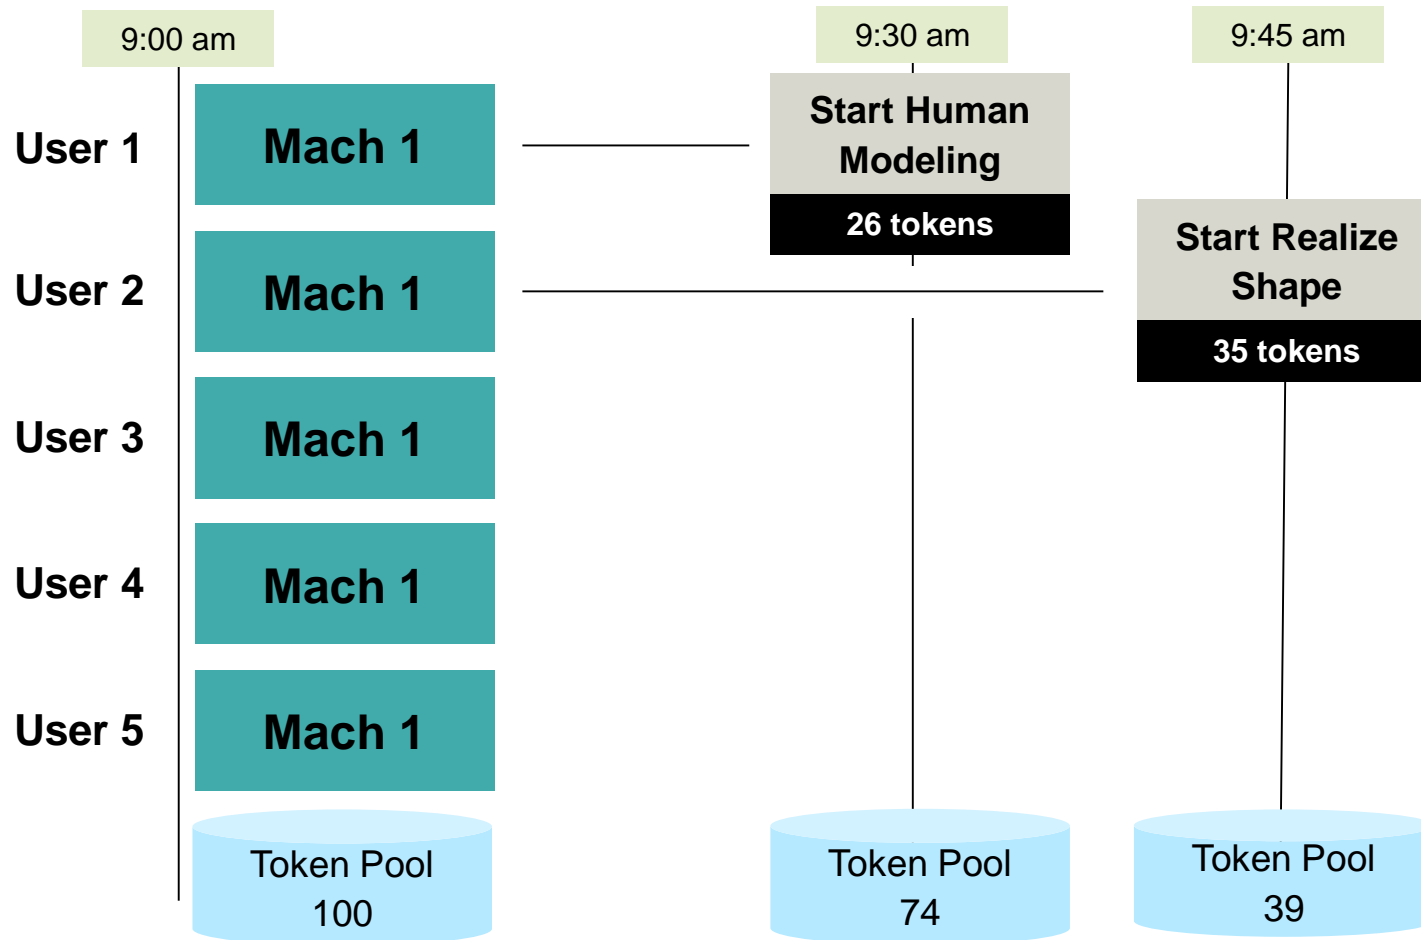 9:00 am
9:30 am
9:45 am
User 1
Mach 1
Start Human
Modeling
26 tokens
User 2
Mach 1
Start Realize
Shape
35 tokens
User 3
Mach 1
User 4
Mach 1
User 5
Mach 1
Token Pool
100
Token Pool
74
Token Pool
39